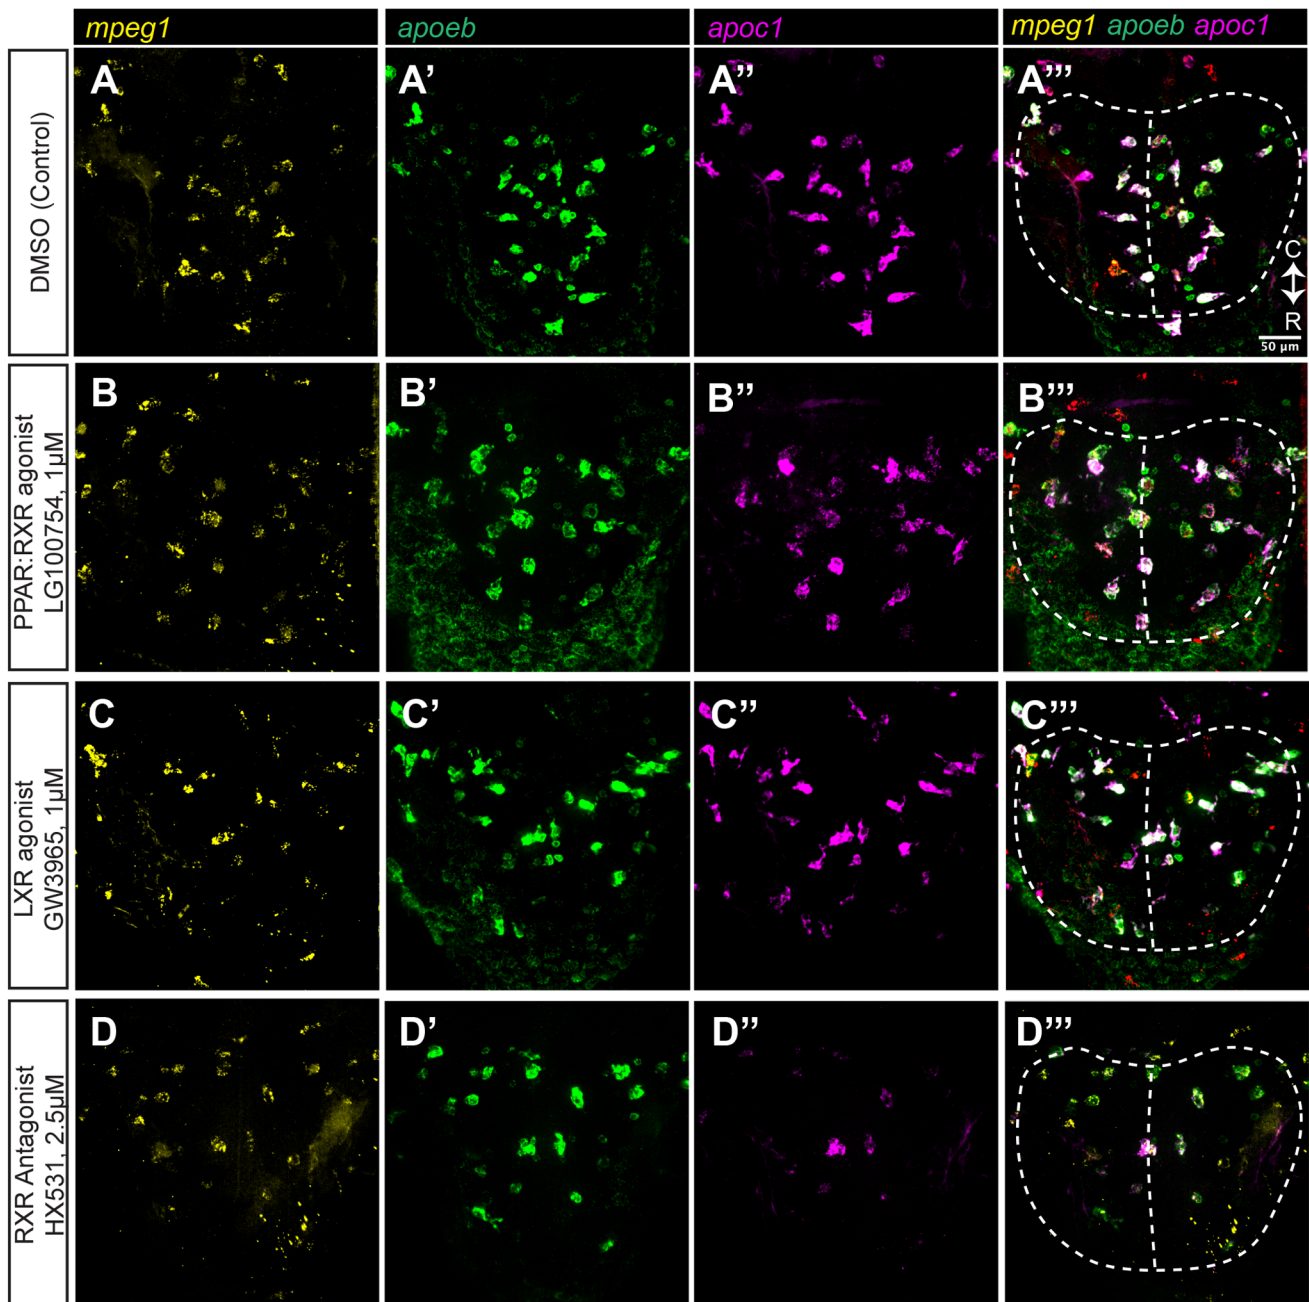 mpeg1
apoeb
apoc1
mpeg1 apoeb apoc1
DMSO (Control)
A
A’
A’’
A’’’
C
R
50 µm
PPAR:RXR agonist
LG100754, 1µM
B
B’
B’’
B’’’
LXR agonist
GW3965, 1µM
C
C’
C’’
C’’’
RXR Antagonist
HX531, 2.5µM
D
D’
D’’
D’’’